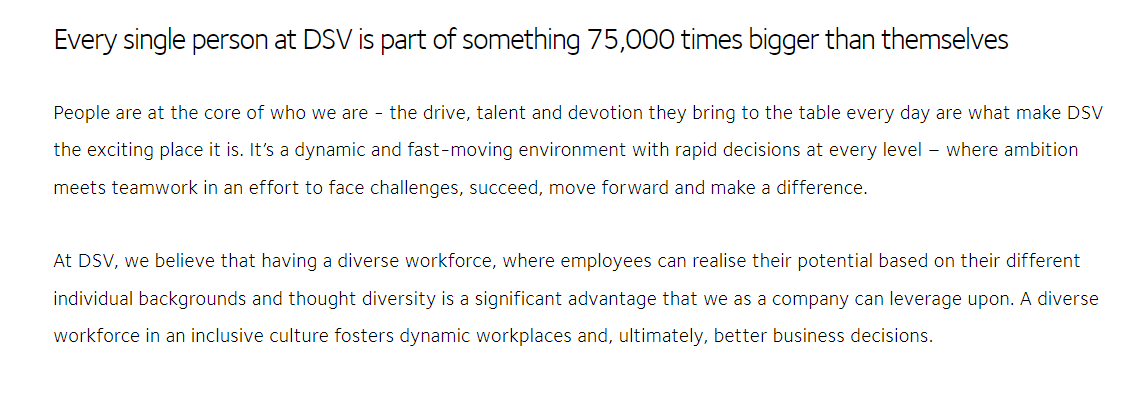 Every single person at DSV is part of something 75,000 times bigger than themselves
People are at the core of who we are - the drive, talent and devotion they bring to the table every day are what make DSV
the exciting place it is. It’s a dynamic and fast-moving environment with rapid decisions at every level – where ambition
meets teamwork in an effort to face challenges, succeed, move forward and make a difference.
At DSV, we believe that having a diverse workforce, where employees can realise their potential based on their different
individual backgrounds and thought diversity is a significant advantage that we as a company can leverage upon. A diverse
workforce in an inclusive culture fosters dynamic workplaces and, ultimately, better business decisions.